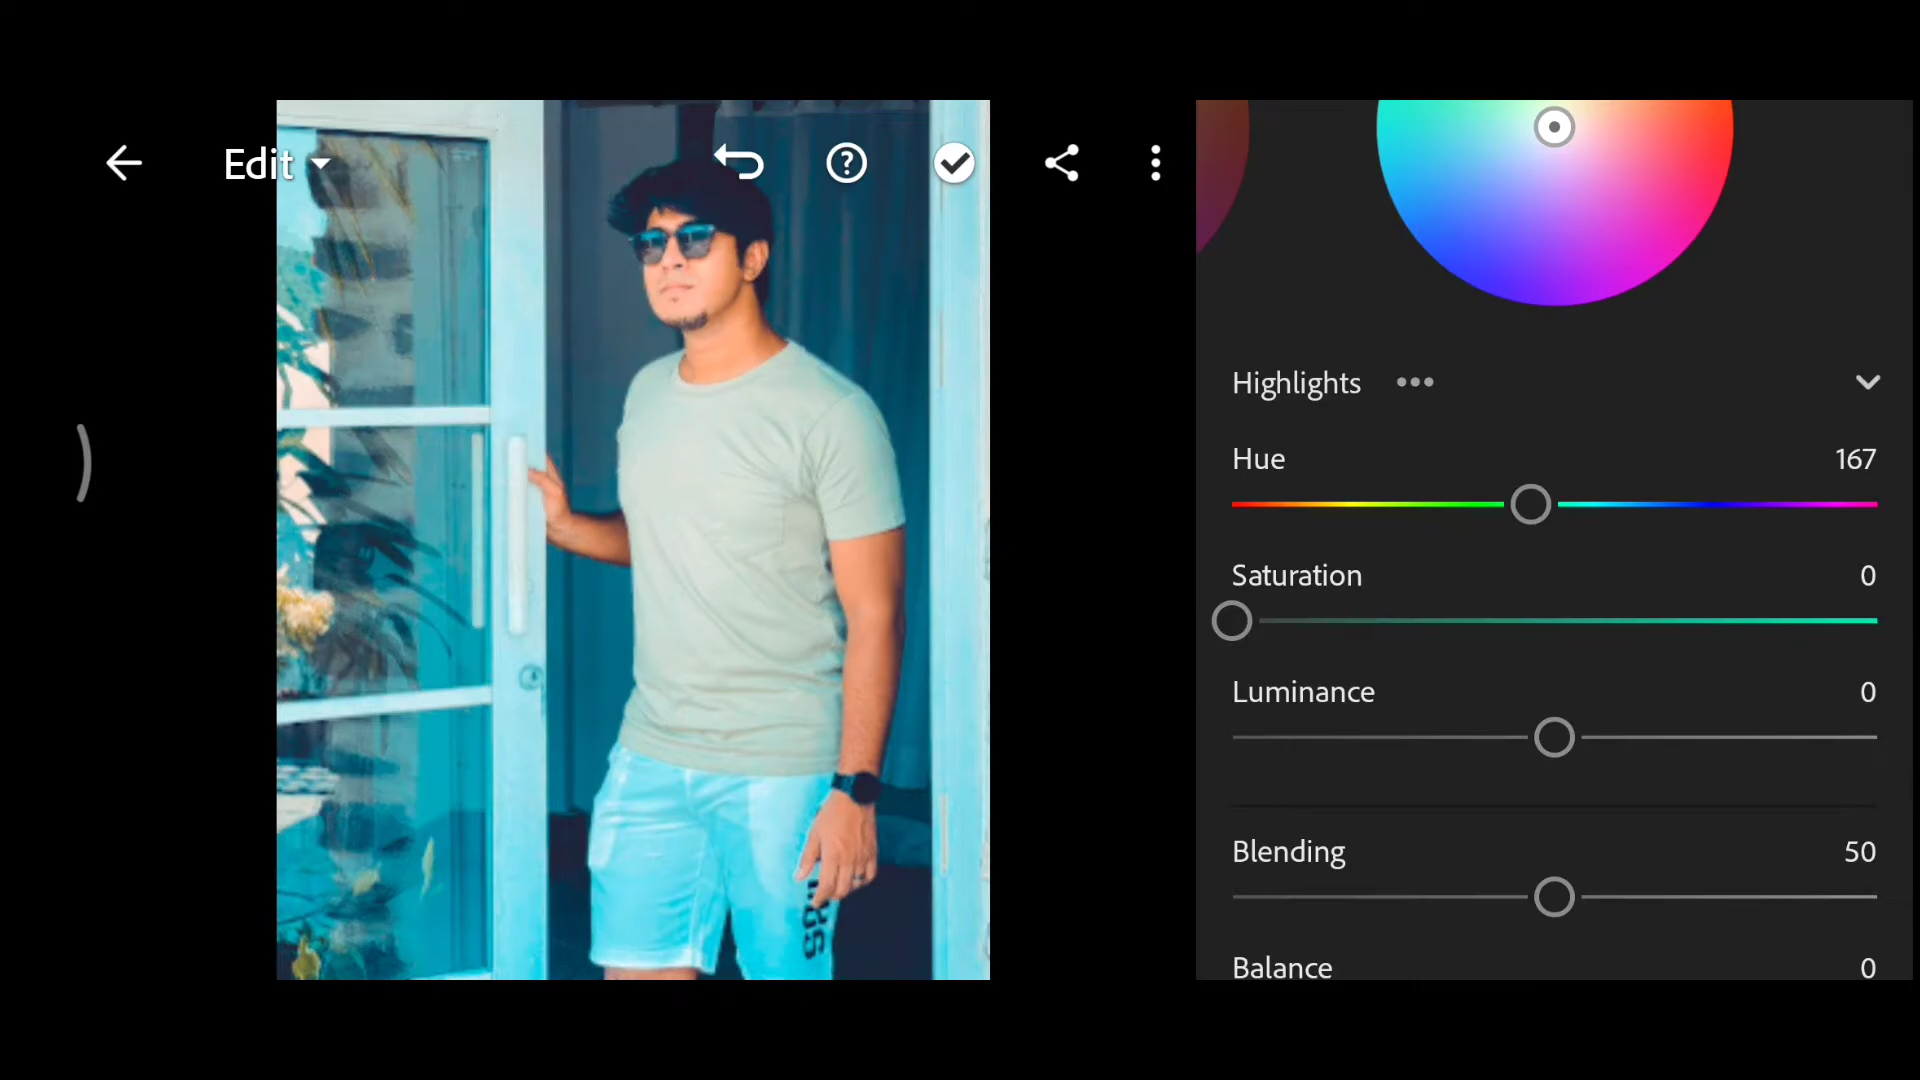 Edit
Highlights
Hue 167
Saturation 0
Luminance 0
Blending 50
Balance 0